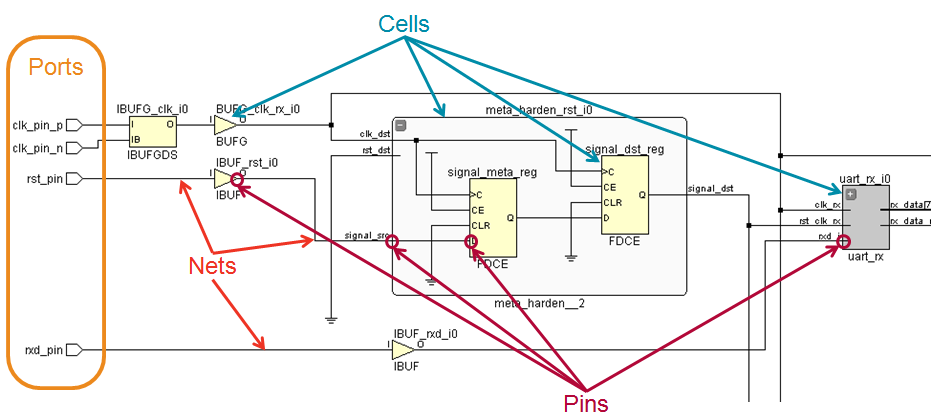 Cells
Ports
IBUFG_clk_i0
BUFG_clk_rx_i0
meta_harden_rst_i0
clk_pin_p
I
O
I
O
BUFG
clk_pin_n
IB
IBUFGDS
clk_dst
rst_dst
signal_dst_reg
IBUF_rst_i0
rst_pin
I
IBUF
signal_meta_reg
>C
CE
CLR
D
Q
FDCE
signal_dst
uart_rx_i0
>C
CE
CLR
Q
FDCE
clk_rx
rst_clk_rx
rxd_i
rx_data[7
rx_data_r
uart_rx
signal_src
Nets
meta_harden__2
IBUF_rxd_i0
rxd_pin
I
O
IBUF
Pins